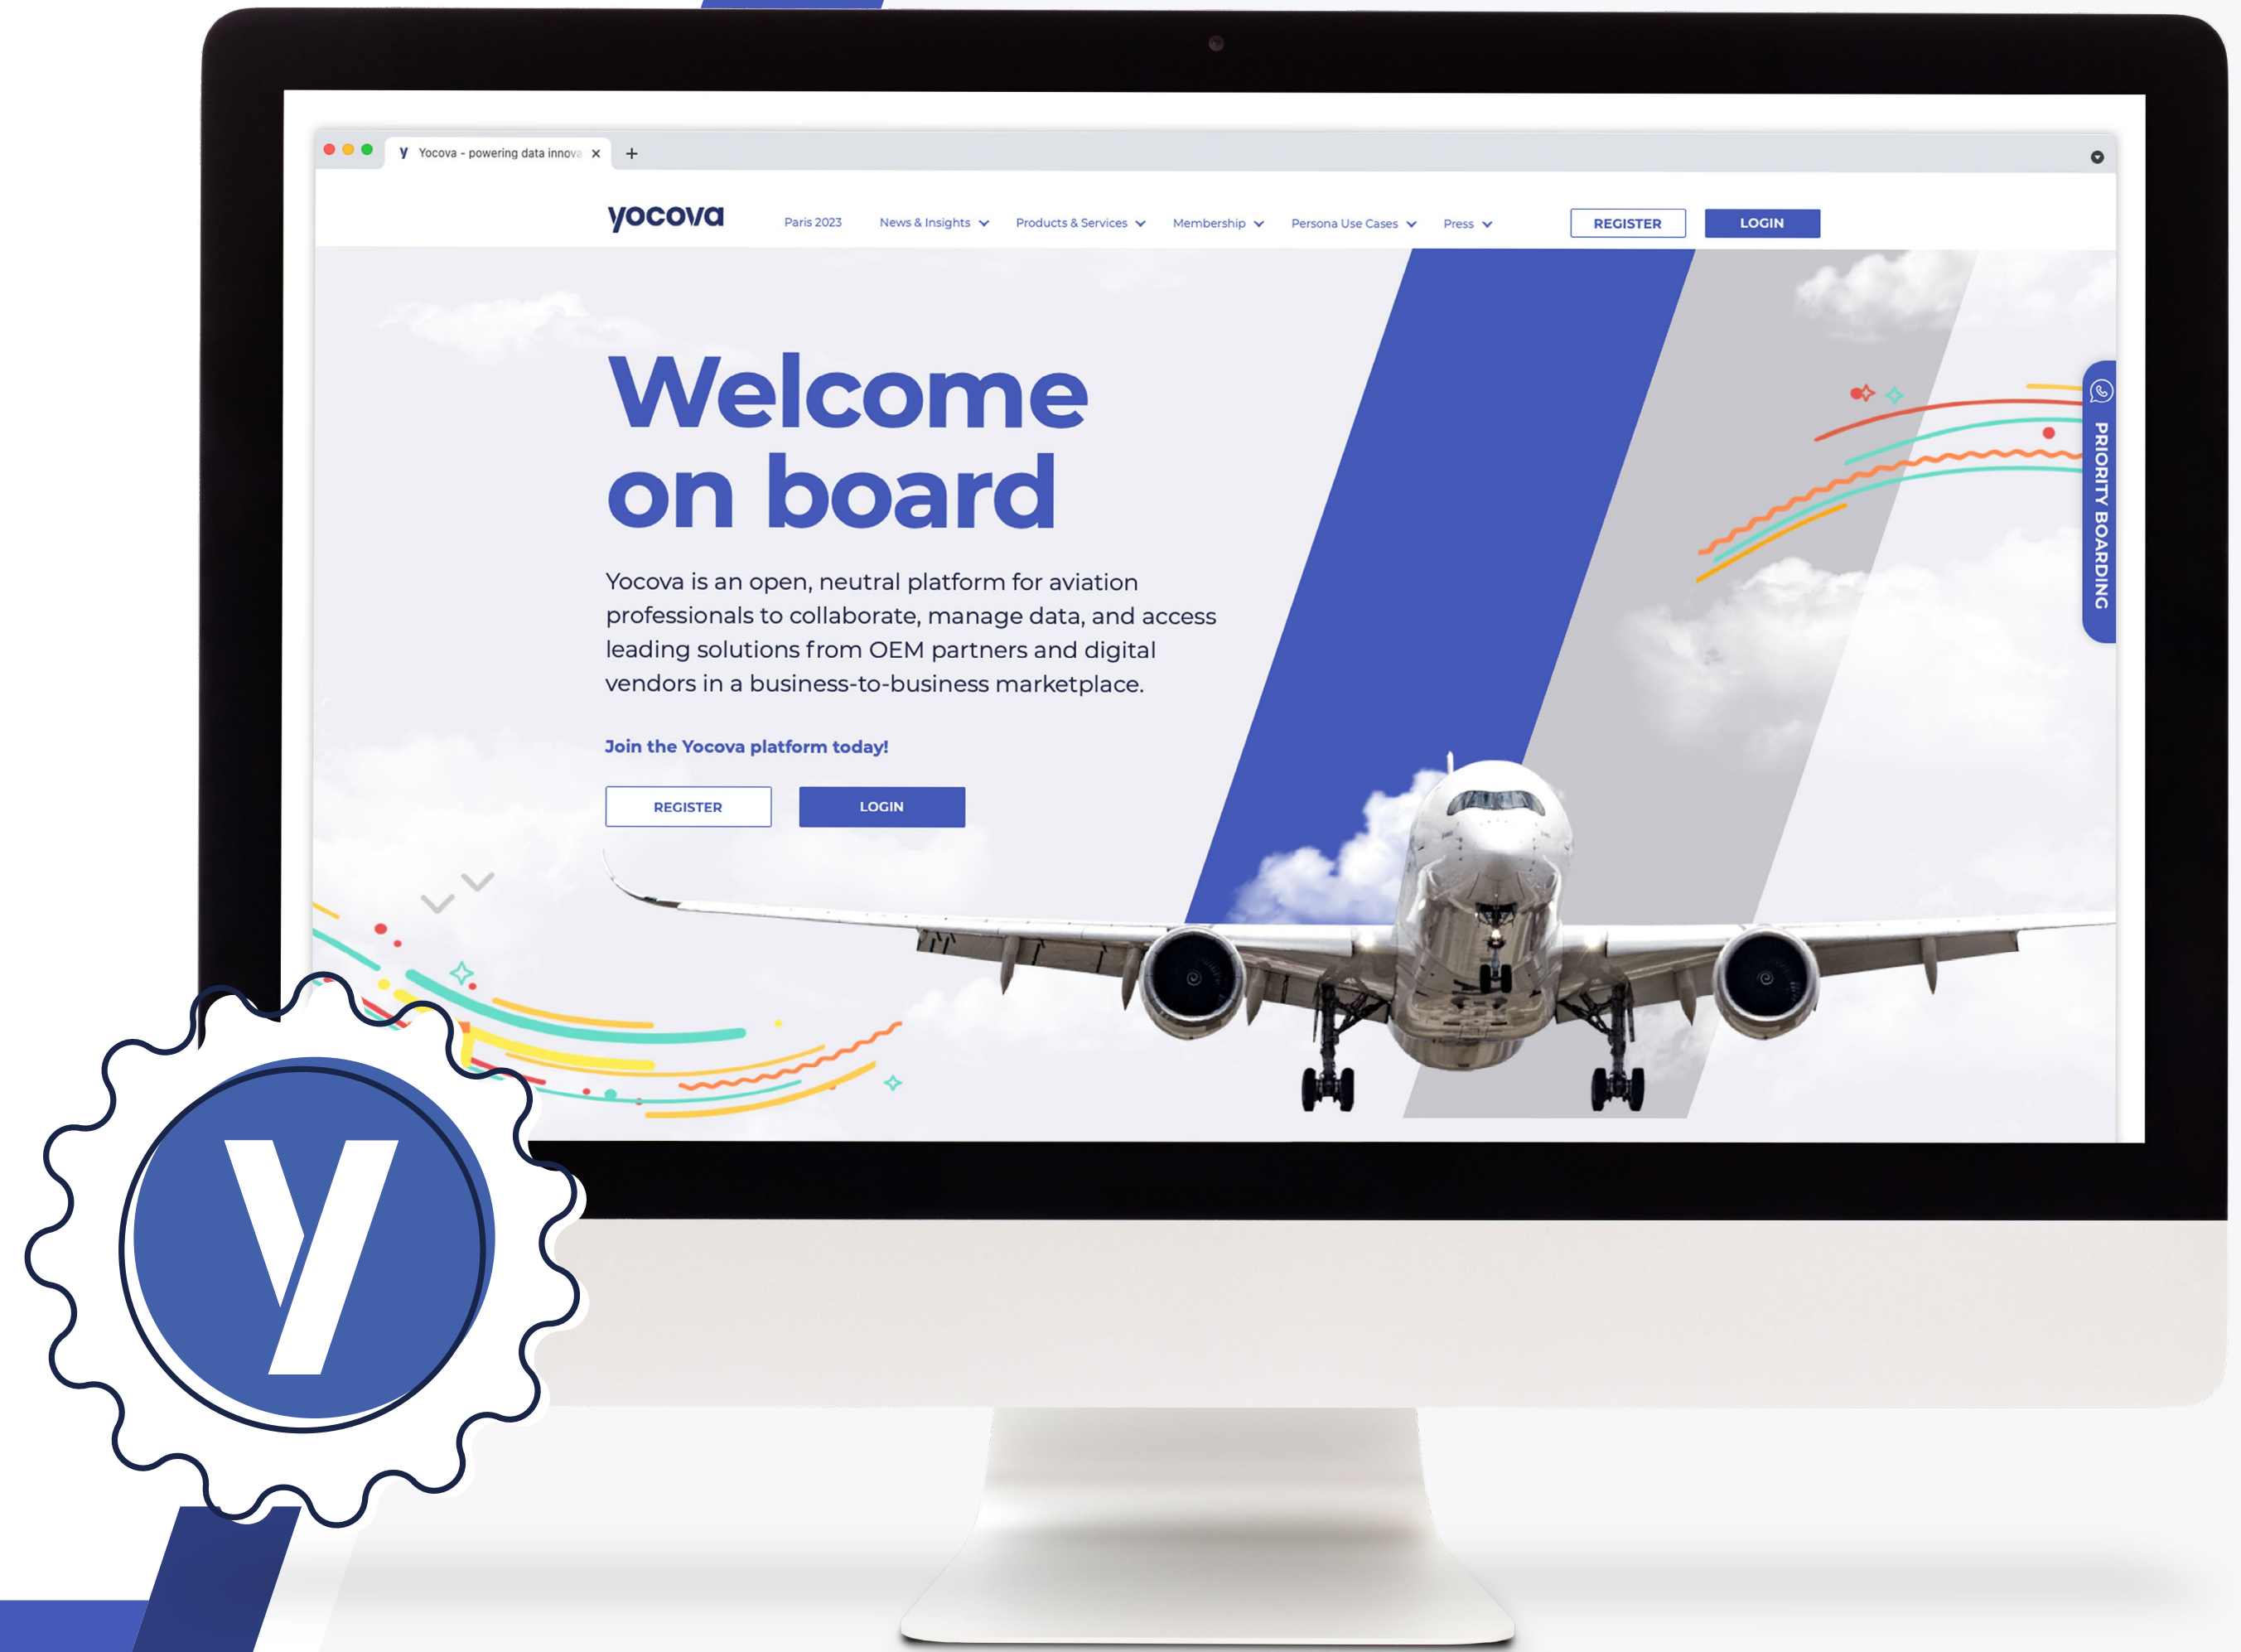 y Yocova - powering data innova
yocova Paris 2023 News & Insights Products & Services Membership Persona Use Cases Press REGISTER LOGIN
Welcome
on board
Yocova is an open, neutral platform for aviation
professionals to collaborate, manage data, and access
leading solutions from OEM partners and digital
vendors in a business-to-business marketplace.
Join the Yocova platform today!
REGISTER LOGIN
PRIORITY BOARDING
y